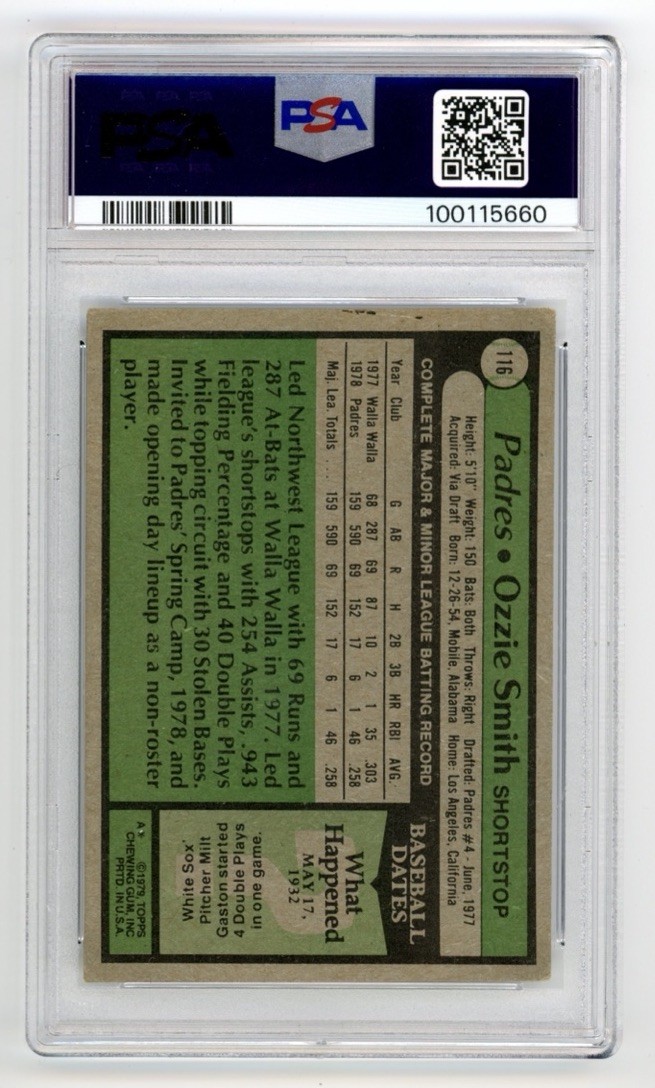 PSA
PSA
100115660
116
Padres • Ozzie Smith SHORTSTOP
Height: 5'10" Weight: 150 Bats: Both Throws: Right Drafted: Padres #4 - June, 1977
Acquired: Via Draft Born: 12-26-54, Mobile, Alabama Home: Los Angeles, California
COMPLETE MAJOR & MINOR LEAGUE BATTING RECORD
Year Club G AB R H 2B 3B HR RBI AVG.
1977 Walla Walla 68 287 69 87 10 2 1 35 .303
1978 Padres 159 590 69 152 17 6 1 46 .258
Maj. Lea. Totals .... 159 590 69 152 17 6 1 46 .258
Led Northwest League with 69 Runs and
287 At-Bats at Walla Walla in 1977. Led
league's shortstops with 254 Assists, .943
Fielding Percentage and 40 Double Plays
while topping circuit with 30 Stolen Bases.
Invited to Padres' Spring Camp, 1978, and
made opening day lineup as a non-roster
player.
BASEBALL
DATES
What
Happened
MAY 17,
1932
White Sox'
Pitcher Milt
Gaston started
4 Double Plays
in one game.
A* ©1979, TOPPS
CHEWING GUM, INC
PRTD. IN U.S.A.